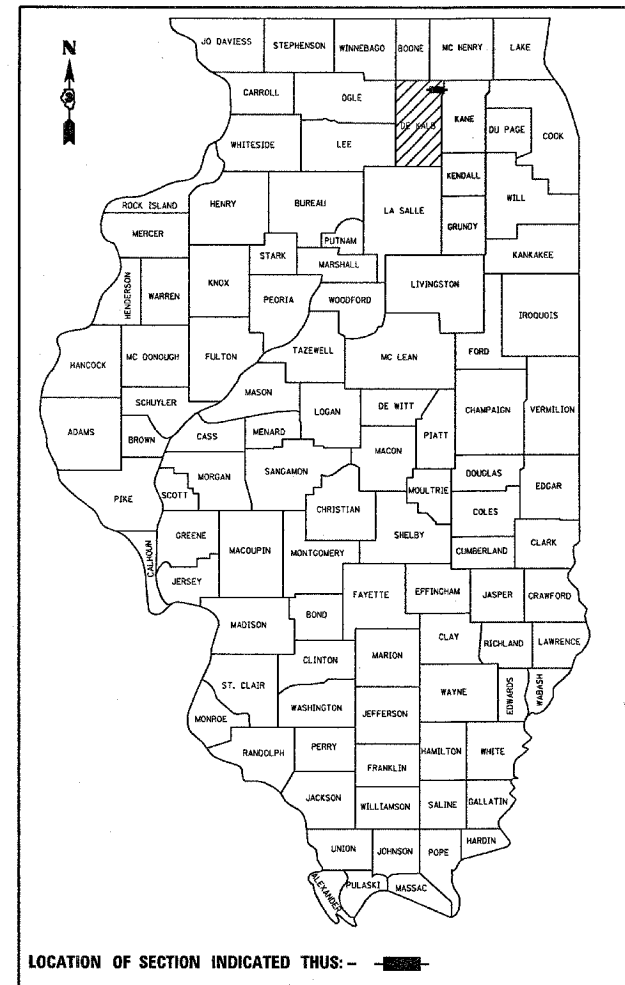 N
JO DAVIESS STEPHENSON WINNEBAGO BOONE MC HENRY LAKE
CARROLL OGLE DE KALB KANE DU PAGE COOK
WHITESIDE LEE
KENDALL WILL
ROCK ISLAND HENRY BUREAU LA SALLE
MERCER PUTNAM GRUNDY
STARK MARSHALL KANKAKEE
HENDERSON WARREN KNOX PEORIA WOODFORD LIVINGSTON
IROQUOIS
HANCOCK MC DONOUGH FULTON TAZEWELL MC LEAN FORD
MASON
SCHUYLER LOGAN DE WITT CHAMPAIGN VERMILION
ADAMS BROWN CASS MENARD MACON PIATT
MORGAN SANGAMON DOUGLAS EDGAR
PIKE SCOTT CHRISTIAN MOULTRIE COLES
GREENE MACOUPIN MONTGOMERY SHELBY CUMBERLAND CLARK
CALHOUN JERSEY
FAYETTE EFFINGHAM JASPER CRAWFORD
MADISON BOND
CLAY RICHLAND LAWRENCE
CLINTON MARION
ST. CLAIR WAYNE EDWARDS WABASH
MONROE WASHINGTON JEFFERSON
RANDOLPH PERRY HAMILTON WHITE
FRANKLIN
JACKSON WILLIAMSON SALINE GALLATIN
UNION JOHNSON POPE HARDIN
ALEXANDER PULASKI MASSAC
LOCATION OF SECTION INDICATED THUS: -